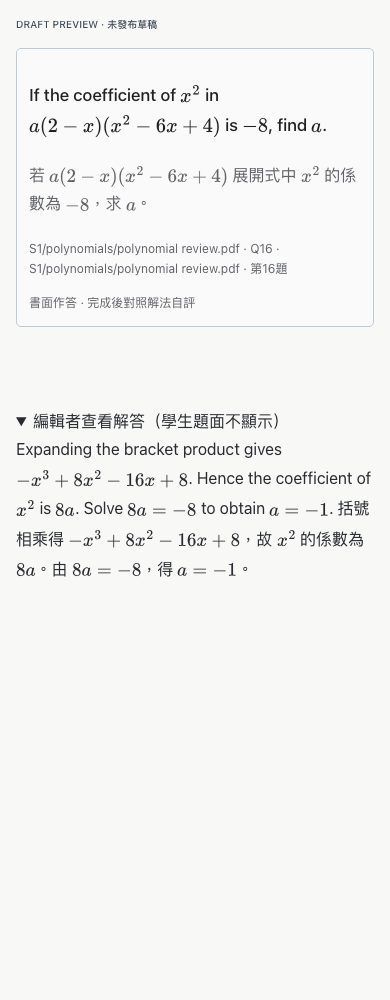 DRAFT PREVIEW · 未發布草稿
If the coefficient of x² in
a(2 − x)(x² − 6x + 4) is −8, find a.
若 a(2 − x)(x² − 6x + 4) 展開式中 x² 的係
數為 −8，求 a。
S1/polynomials/polynomial review.pdf · Q16 ·
S1/polynomials/polynomial review.pdf · 第16題
書面作答 · 完成後對照解法自評
▼ 編輯者查看解答（學生題面不顯示）
Expanding the bracket product gives
−x³ + 8x² − 16x + 8. Hence the coefficient of
x² is 8a. Solve 8a = −8 to obtain a = −1. 括號
相乘得 −x³ + 8x² − 16x + 8，故 x² 的係數為
8a。由 8a = −8，得 a = −1。